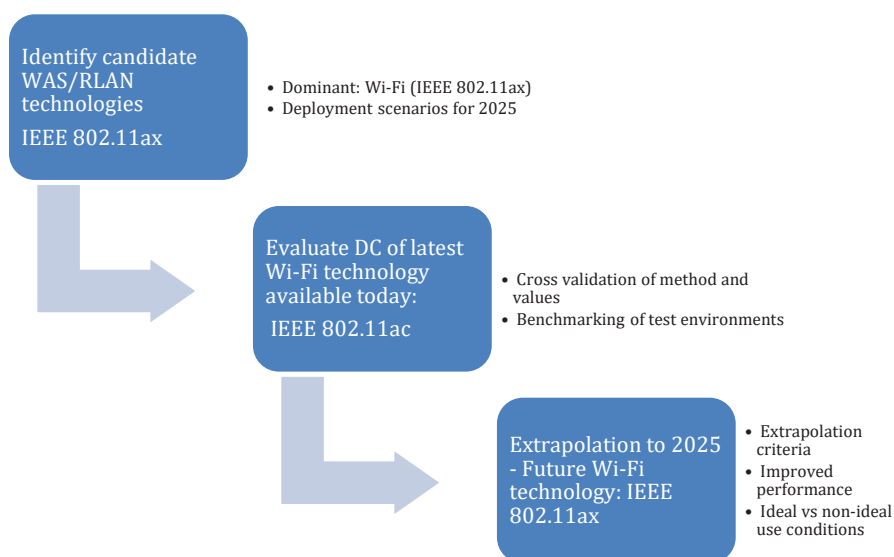 Identify candidate
WAS/RLAN
technologies
IEEE 802.11ax
• Dominant: Wi-Fi (IEEE 802.11ax)
• Deployment scenarios for 2025
Evaluate DC of latest
Wi-Fi technology
available today:
IEEE 802.11ac
• Cross validation of method and
values
• Benchmarking of test environments
Extrapolation to 2025
- Future Wi-Fi
technology: IEEE
802.11ax
• Extrapolation
criteria
• Improved
performance
• Ideal vs non-ideal
use conditions